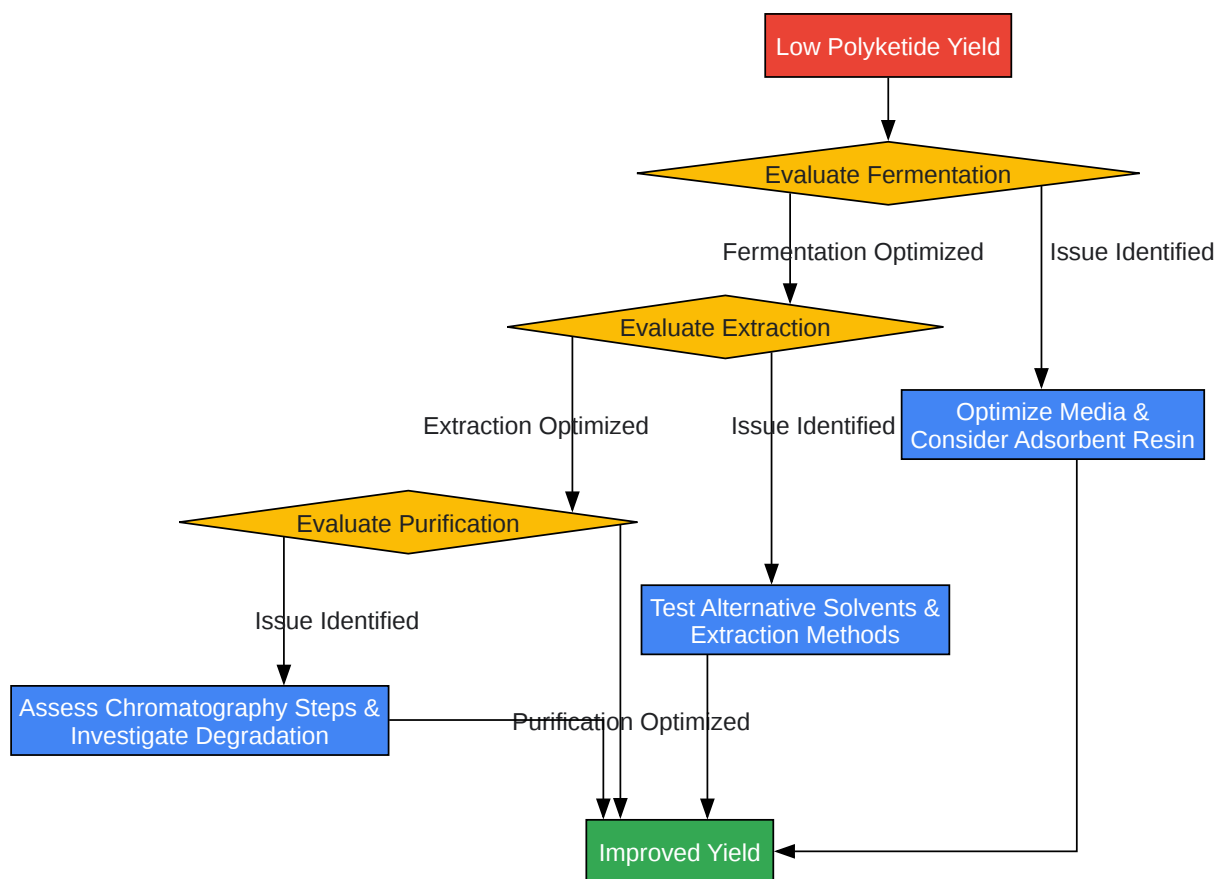 Low Polyketide Yield
Evaluate Fermentation
Fermentation Optimized
Issue Identified
Evaluate Extraction
Extraction Optimized
Issue Identified
Optimize Media &
Consider Adsorbent Resin
Evaluate Purification
Issue Identified
Test Alternative Solvents &
Extraction Methods
Assess Chromatography Steps &
Investigate Degradation
Purification Optimized
Improved Yield